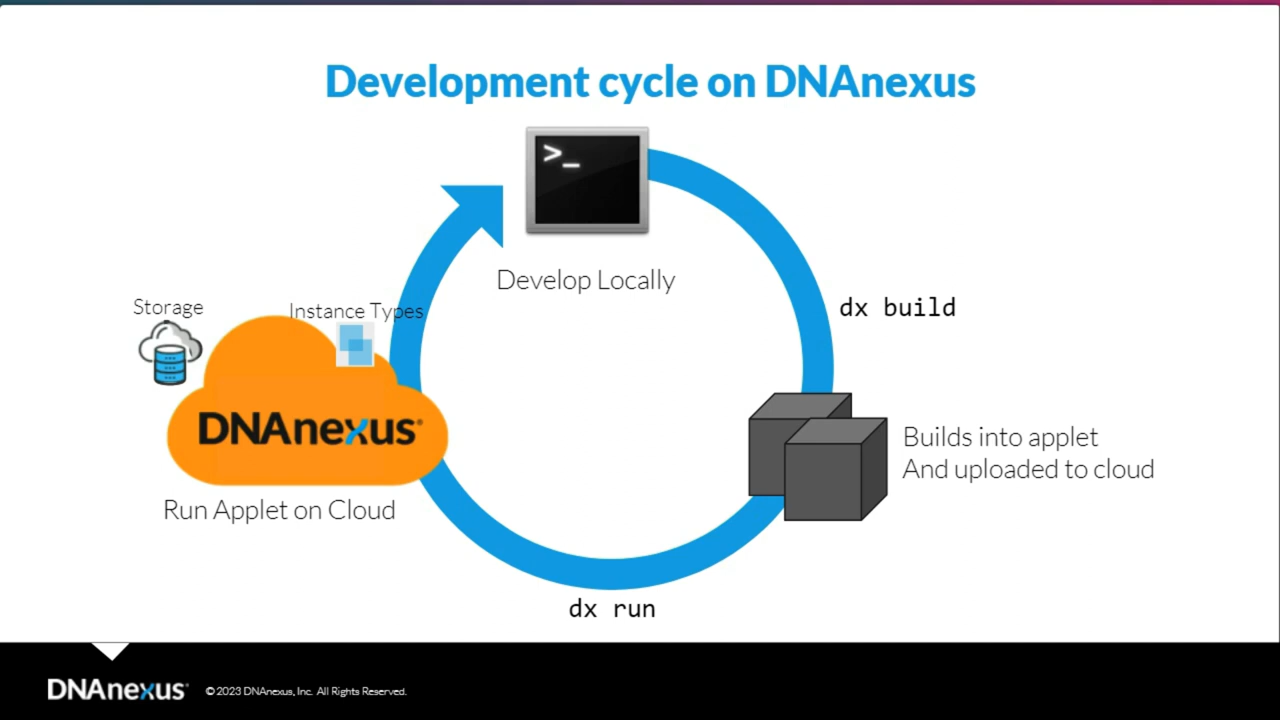 Development cycle on DNAnexus
>_
Develop Locally
dx build
Storage
Instance Types
DNAnexus®
Run Applet on Cloud
Builds into applet
And uploaded to cloud
dx run
DNAnexus®
© 2023 DNAnexus, Inc. All Rights Reserved.